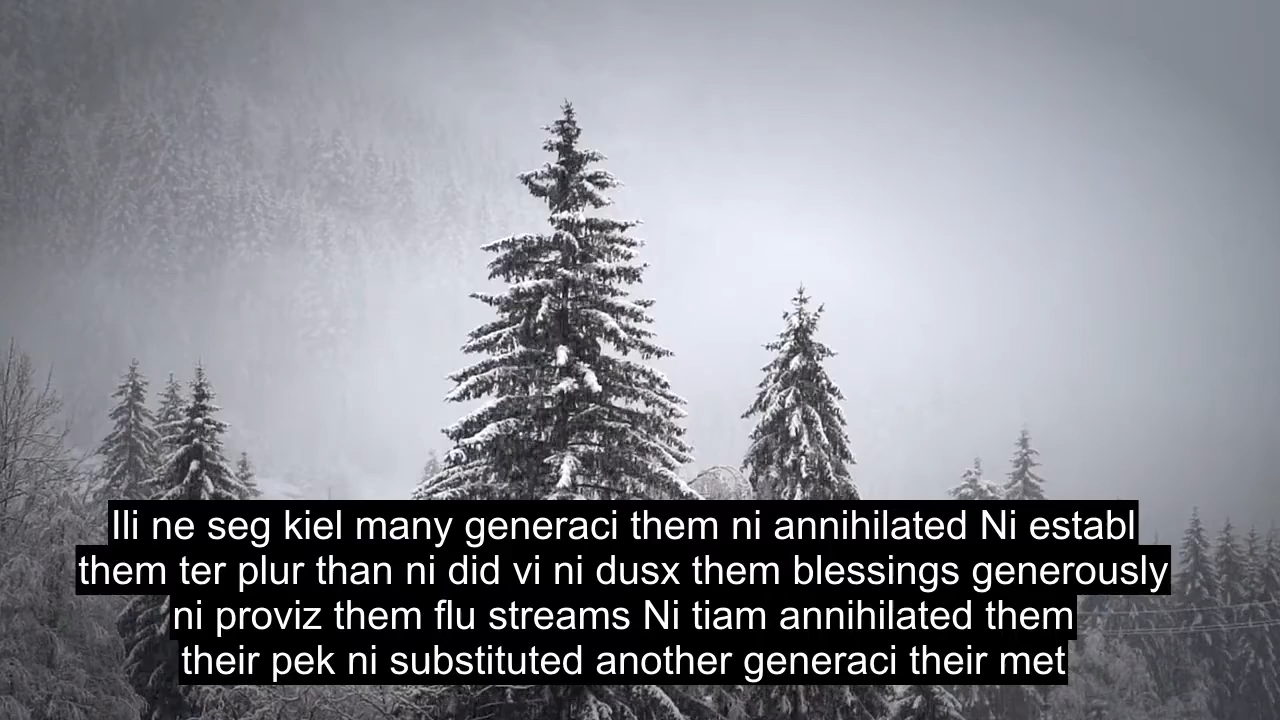 Ili ne seg kiel many generaci them ni annihilated Ni establ
them ter plur than ni did vi ni dusx them blessings generously
ni proviz them flu streams Ni tiam annihilated them
their pek ni substituted another generaci their met